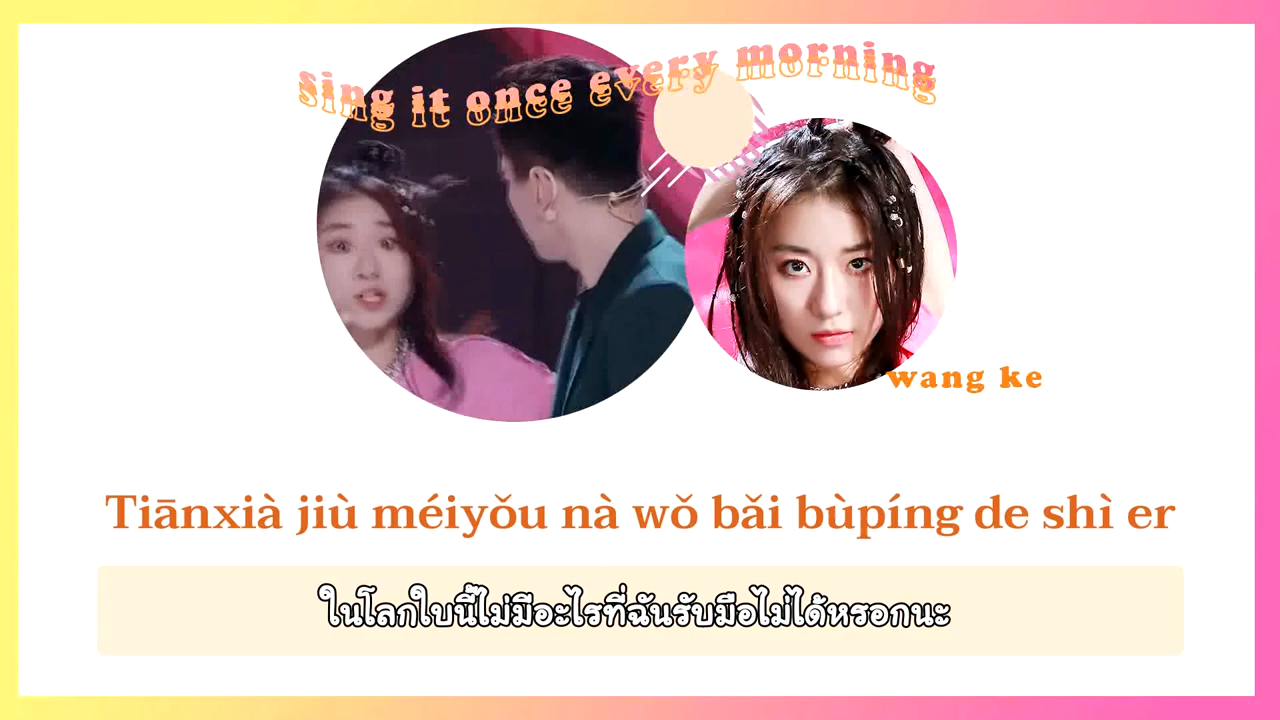 Sing it once every morning
wang ke
Tiānxià jiù méiyǒu nà wǒ bǎi bùpíng de shì er
ในโลกใบนี้ไม่มีอะไรที่ฉันรับมือไม่ได้หรอกนะ